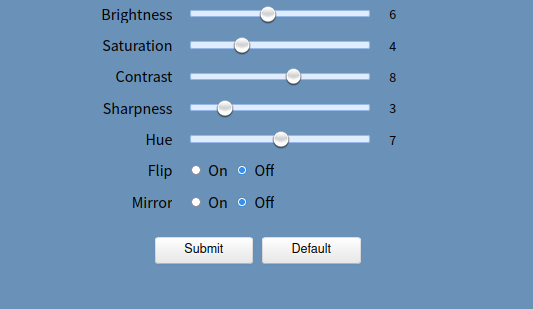 Brightness 6
Saturation 4
Contrast 8
Sharpness 3
Hue 7
Flip On Off
Mirror On Off
Submit Default